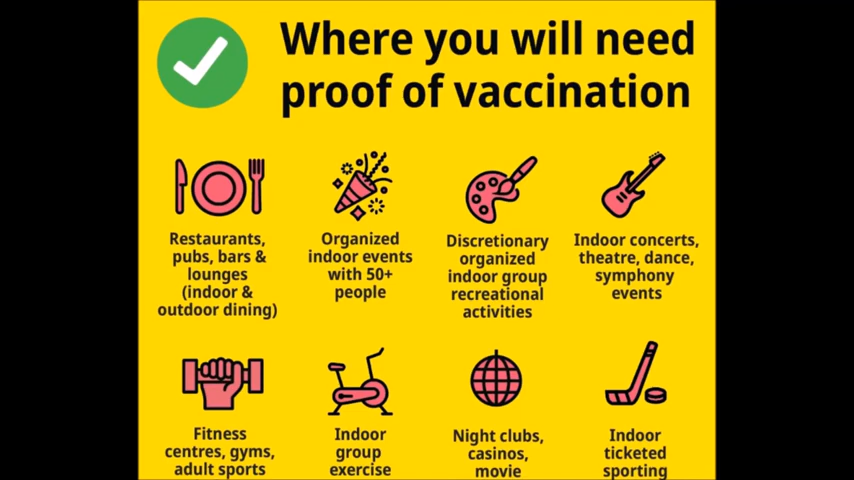 Where you will need
proof of vaccination
Restaurants,
pubs, bars &
lounges
(indoor &
outdoor dining)
Organized
indoor events
with 50+
people
Discretionary
organized
indoor group
recreational
activities
Indoor concerts,
theatre, dance,
symphony
events
Fitness
centres, gyms,
adult sports
Indoor
group
exercise
Night clubs,
casinos,
movie
Indoor
ticketed
sporting